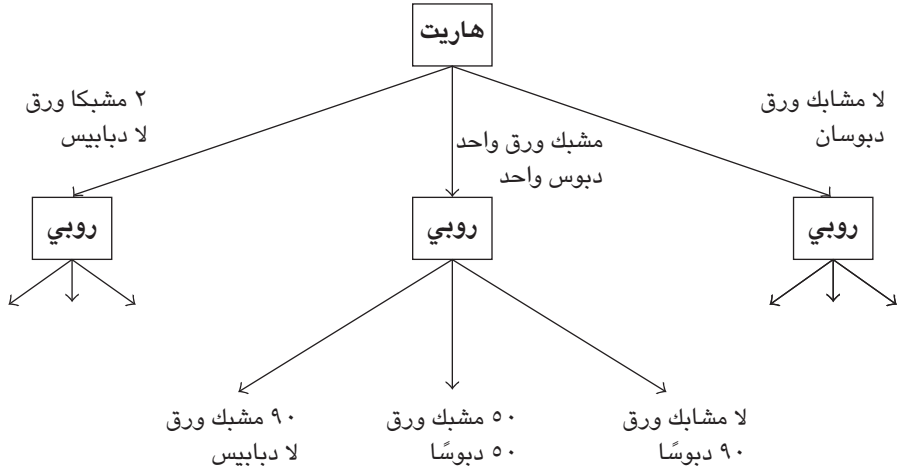 هاريت
لا مشابك ورق
دبوسان
مشبك ورق واحد
دبوس واحد
٢ مشبكا ورق
لا دبابيس
روبي
روبي
روبي
لا مشابك ورق
٩٠ دبوسًا
٥٠ مشبك ورق
٥٠ دبوسًا
٩٠ مشبك ورق
لا دبابيس